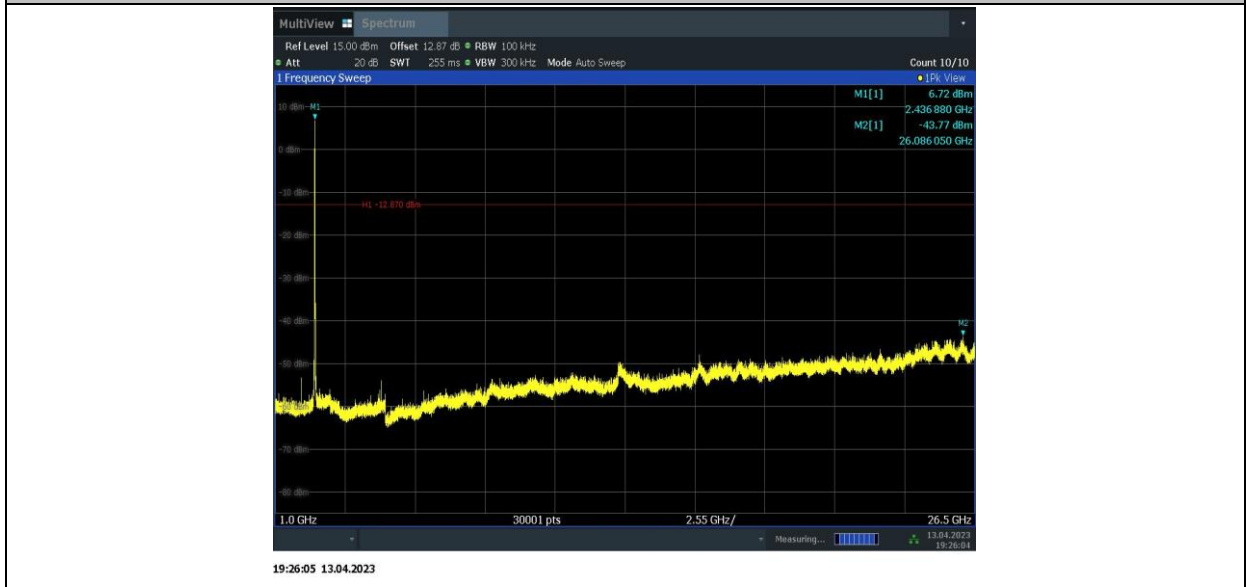 MultiView Spectrum
Ref Level 15.00 dBm Offset 12.87 dB RBW 100 kHz
Att 20 dB SWT 255 ms VBW 300 kHz Mode Auto Sweep Count 10/10
1 Frequency Sweep 1Pk View
M1[1] 6.72 dBm
2.436 880 GHz
M2[1] -43.77 dBm
26.086 050 GHz
10 dBm
M1
0 dBm
-10 dBm
H1 -12.870 dBm
-20 dBm
-30 dBm
-40 dBm
M2
-50 dBm
-60 dBm
-70 dBm
-80 dBm
1.0 GHz 30001 pts 2.55 GHz/ 26.5 GHz
Measuring... 13.04.2023
19:26:04
19:26:05 13.04.2023